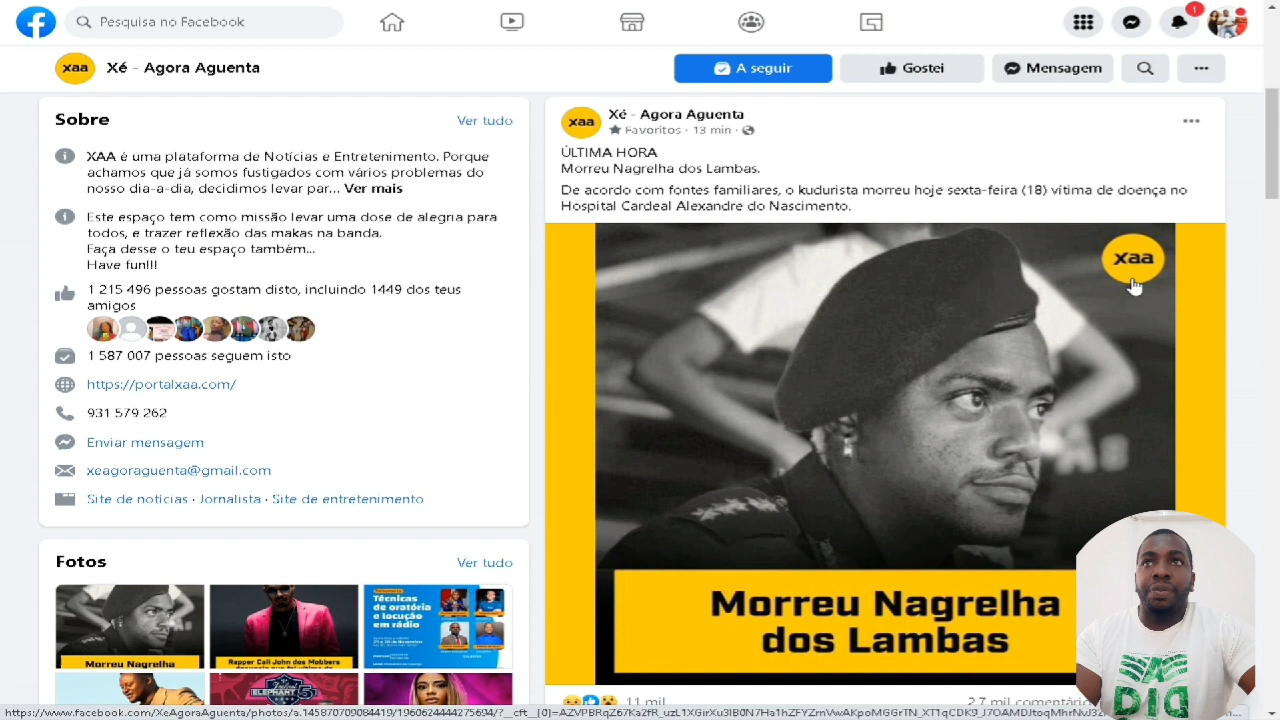 Pesquisa no Facebook
1
xaa
Xé - Agora Aguenta
A seguir
Gostei
Mensagem
Sobre
Ver tudo
XAA é uma plataforma de Notícias e Entretenimento. Porque
achamos que já somos fustigados com vários problemas do
nosso dia-a-dia, decidimos levar par... Ver mais
Este espaço tem como missão levar uma dose de alegria para
todos, e trazer reflexão das makas na banda.
Faça desse o teu espaço também...
Have fun!!!
1 215 496 pessoas gostam disto, incluindo 1449 dos teus
amigos
1 587 007 pessoas seguem isto
https://portalxaa.com/
931 579 262
Enviar mensagem
xeagoraguenta@gmail.com
Site de notícias · Jornalista · Site de entretenimento
Fotos
Ver tudo
Morreu Nagrelha
Rapper Cali John dos Mobbers
Técnicas
de oratória
e locução
em rádio
ELEPHANT
xaa
Xé - Agora Aguenta
Favoritos · 13 min ·
ÚLTIMA HORA
Morreu Nagrelha dos Lambas.
De acordo com fontes familiares, o kudurista morreu hoje sexta-feira (18) vítima de doença no
Hospital Cardeal Alexandre do Nascimento.
xaa
Morreu Nagrelha
dos Lambas
11 mil
2,7 mil comentário